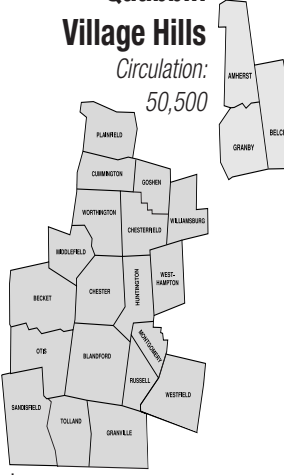 Village Hills
Circulation:
50,500
AMHERST
GRANBY
PLAINFIELD
CUMMINGTON
GOSHEN
WORTHINGTON
CHESTERFIELD
WILLIAMSBURG
MIDDLEFIELD
WEST-
HAMPTON
BECKET
CHESTER
HUNTINGTON
MONTGOMERY
OTIS
BLANDFORD
RUSSELL
WESTFIELD
SANDISFIELD
TOLLAND
GRANVILLE